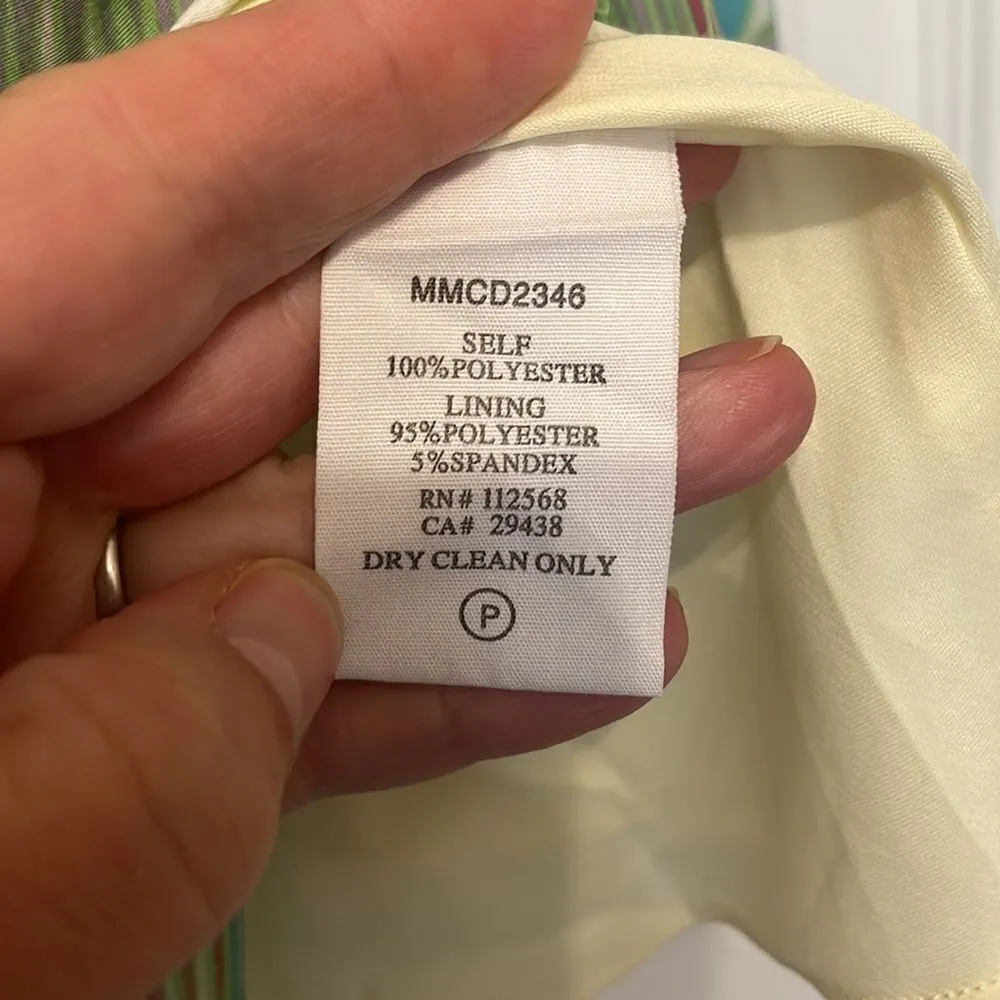 MMCD2346
SELF
100%POLYESTER
LINING
95%POLYESTER
5%SPANDEX
RN# 112568
CA# 29438
DRY CLEAN ONLY
P